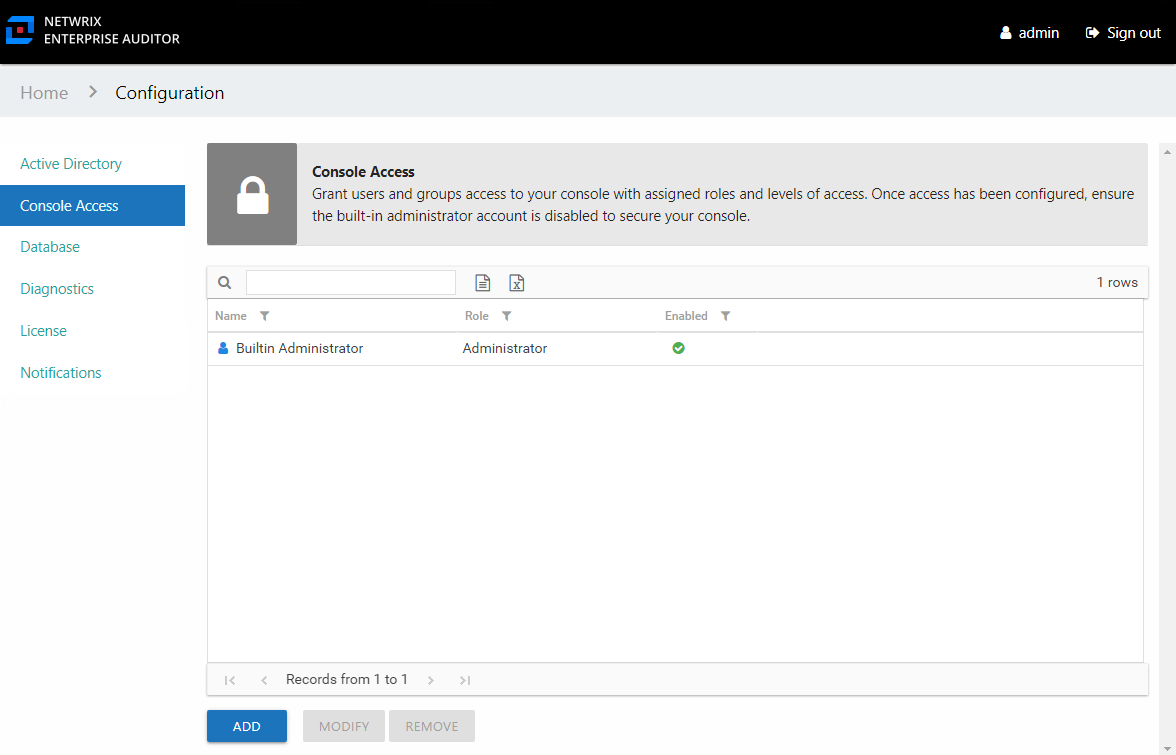 NETWRIX
ENTERPRISE AUDITOR
admin
Sign out
Home
Configuration
Active Directory
Console Access
Database
Diagnostics
License
Notifications
Console Access
Grant users and groups access to your console with assigned roles and levels of access. Once access has been configured, ensure
the built-in administrator account is disabled to secure your console.
1 rows
Name
Role
Enabled
Builtin Administrator
Administrator
Records from 1 to 1
ADD
MODIFY
REMOVE